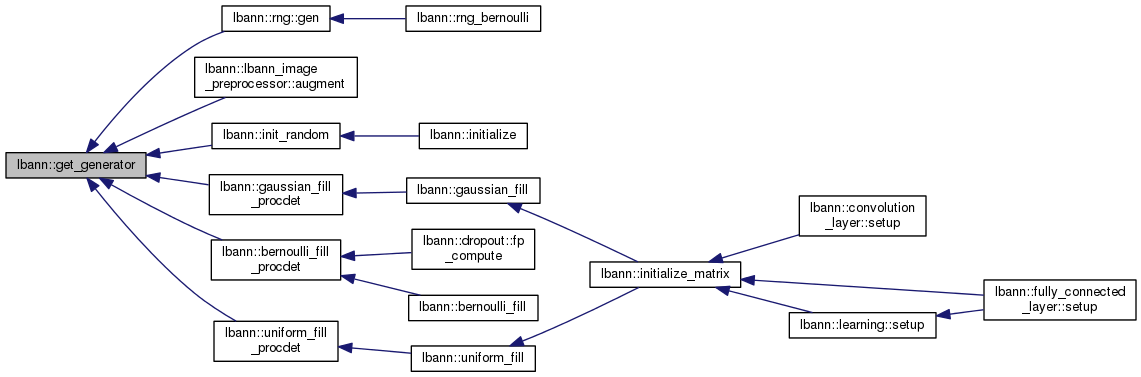 lbann::rng::gen
lbann::rng_bernoulli
lbann::lbann_image
_preprocessor::augment
lbann::init_random
lbann::initialize
lbann::get_generator
lbann::gaussian_fill
_procdet
lbann::gaussian_fill
lbann::convolution
_layer::setup
lbann::bernoulli_fill
_procdet
lbann::dropout::fp
_compute
lbann::initialize_matrix
lbann::fully_connected
_layer::setup
lbann::bernoulli_fill
lbann::learning::setup
lbann::uniform_fill
_procdet
lbann::uniform_fill